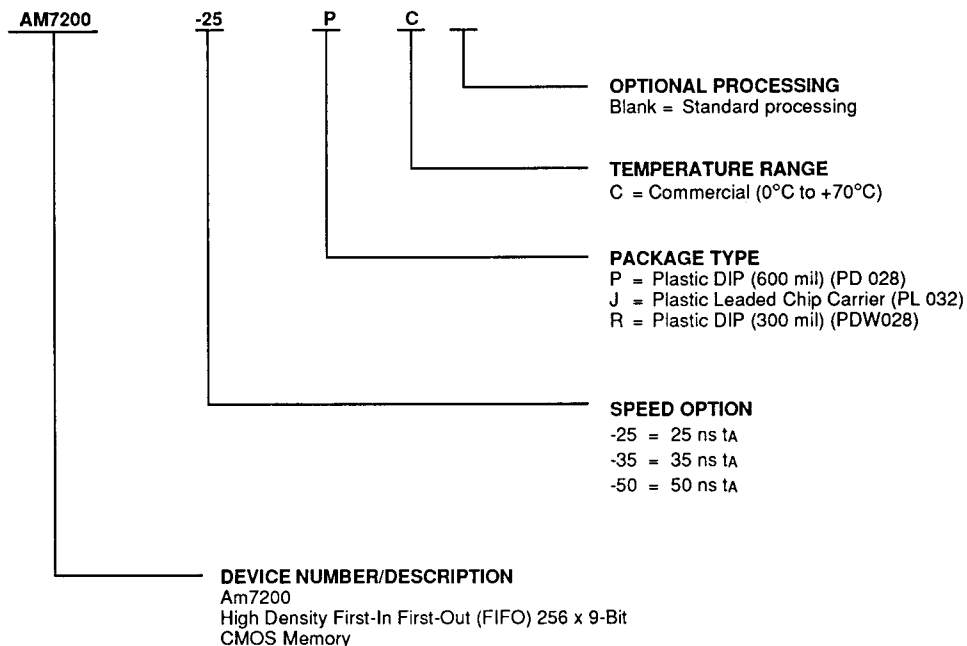 AM7200 -25 P C
OPTIONAL PROCESSING
Blank = Standard processing
TEMPERATURE RANGE
C = Commercial (0°C to +70°C)
PACKAGE TYPE
P = Plastic DIP (600 mil) (PD 028)
J = Plastic Leaded Chip Carrier (PL 032)
R = Plastic DIP (300 mil) (PDW028)
SPEED OPTION
-25 = 25 ns tA
-35 = 35 ns tA
-50 = 50 ns tA
DEVICE NUMBER/DESCRIPTION
Am7200
High Density First-In First-Out (FIFO) 256 x 9-Bit
CMOS Memory